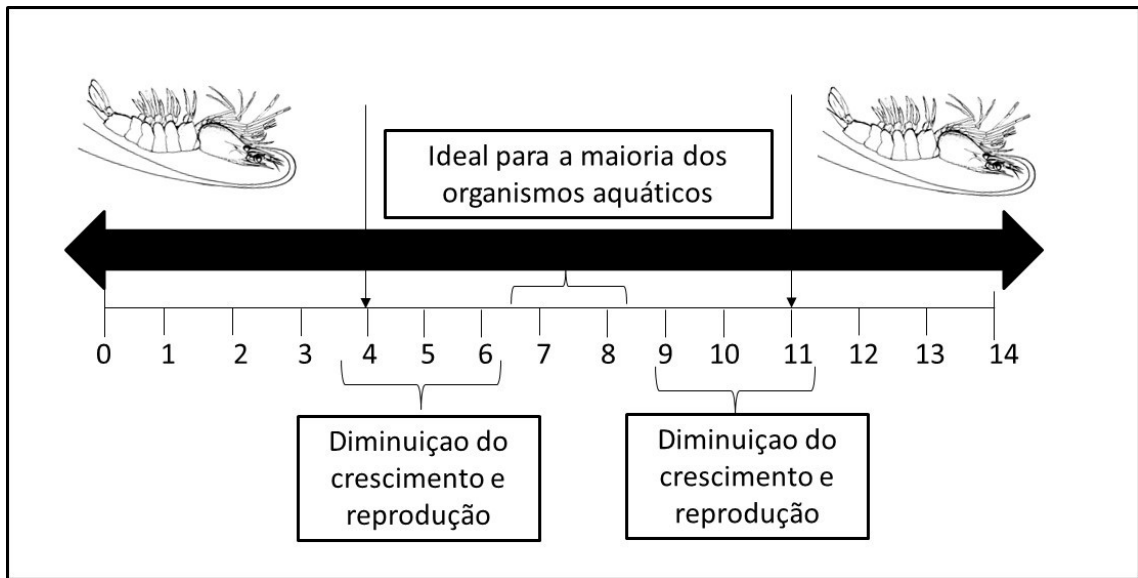 Ideal para a maioria dos
organismos aquáticos
0 1 2 3 4 5 6 7 8 9 10 11 12 13 14
Diminuiçao do
crescimento e
reprodução
Diminuiçao do
crescimento e
reprodução